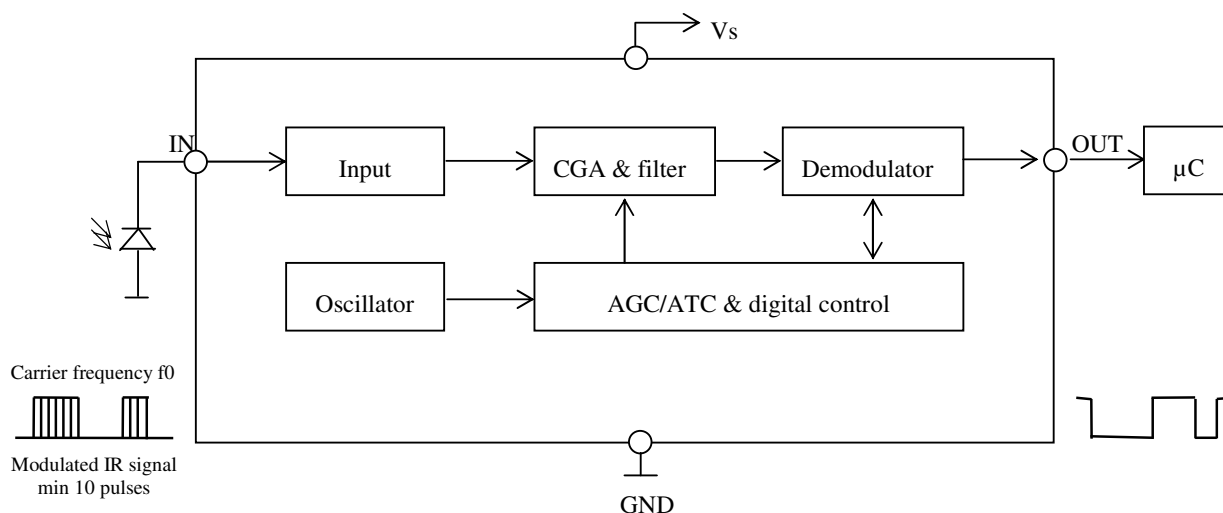 Vs
IN
OUT
Input
CGA & filter
Demodulator
µC
Oscillator
AGC/ATC & digital control
Carrier frequency f0
Modulated IR signal
min 10 pulses
GND